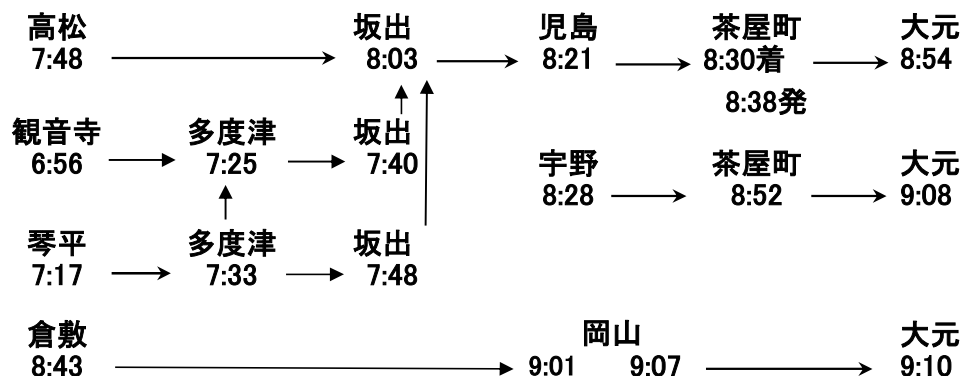 高松 坂出 児島 茶屋町 大元
7:48 8:03 8:21 8:30着 8:54
8:38発
観音寺 多度津 坂出
6:56 7:25 7:40
宇野 茶屋町 大元
8:28 8:52 9:08
琴平 多度津 坂出
7:17 7:33 7:48
倉敷 岡山 大元
8:43 9:01 9:07 9:10